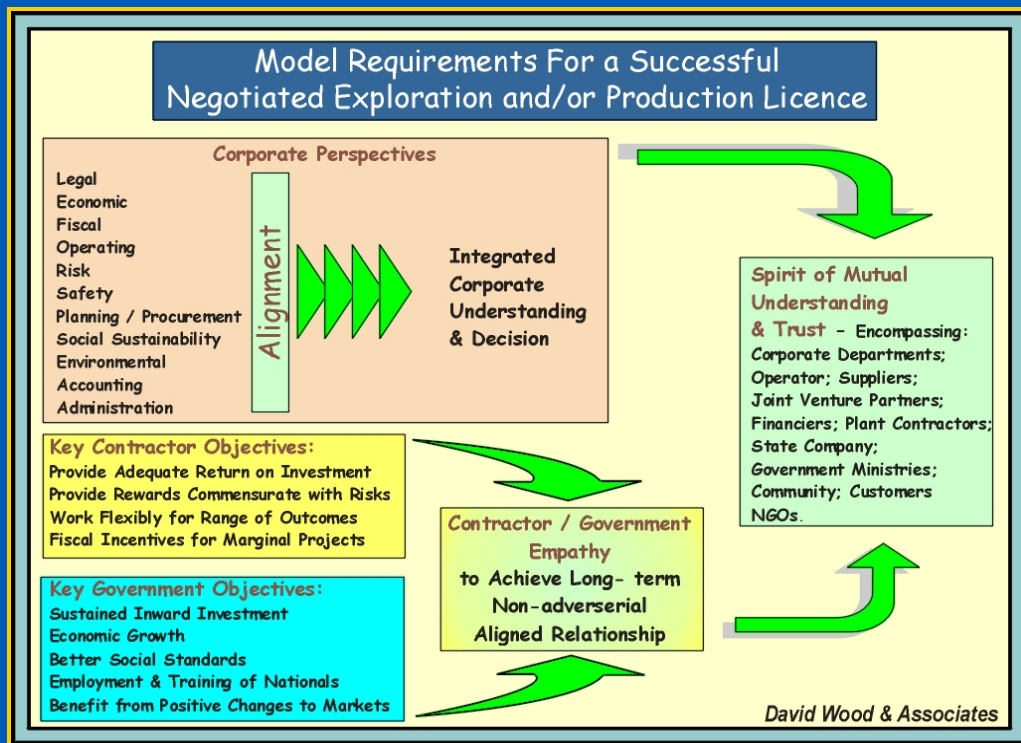 Model Requirements For a Successful
Negotiated Exploration and/or Production Licence
Corporate Perspectives
Legal
Economic
Fiscal
Operating
Risk
Safety
Planning / Procurement
Social Sustainability
Environmental
Accounting
Administration
Alignment
Integrated
Corporate
Understanding
& Decision
Spirit of Mutual
Understanding
& Trust – Encompassing:
Corporate Departments;
Operator; Suppliers;
Joint Venture Partners;
Financiers; Plant Contractors;
State Company;
Government Ministries;
Community; Customers
NGOs.
Key Contractor Objectives:
Provide Adequate Return on Investment
Provide Rewards Commensurate with Risks
Work Flexibly for Range of Outcomes
Fiscal Incentives for Marginal Projects
Contractor / Government
Empathy
to Achieve Long- term
Non-adverserial
Aligned Relationship
Key Government Objectives:
Sustained Inward Investment
Economic Growth
Better Social Standards
Employment & Training of Nationals
Benefit from Positive Changes to Markets
David Wood & Associates